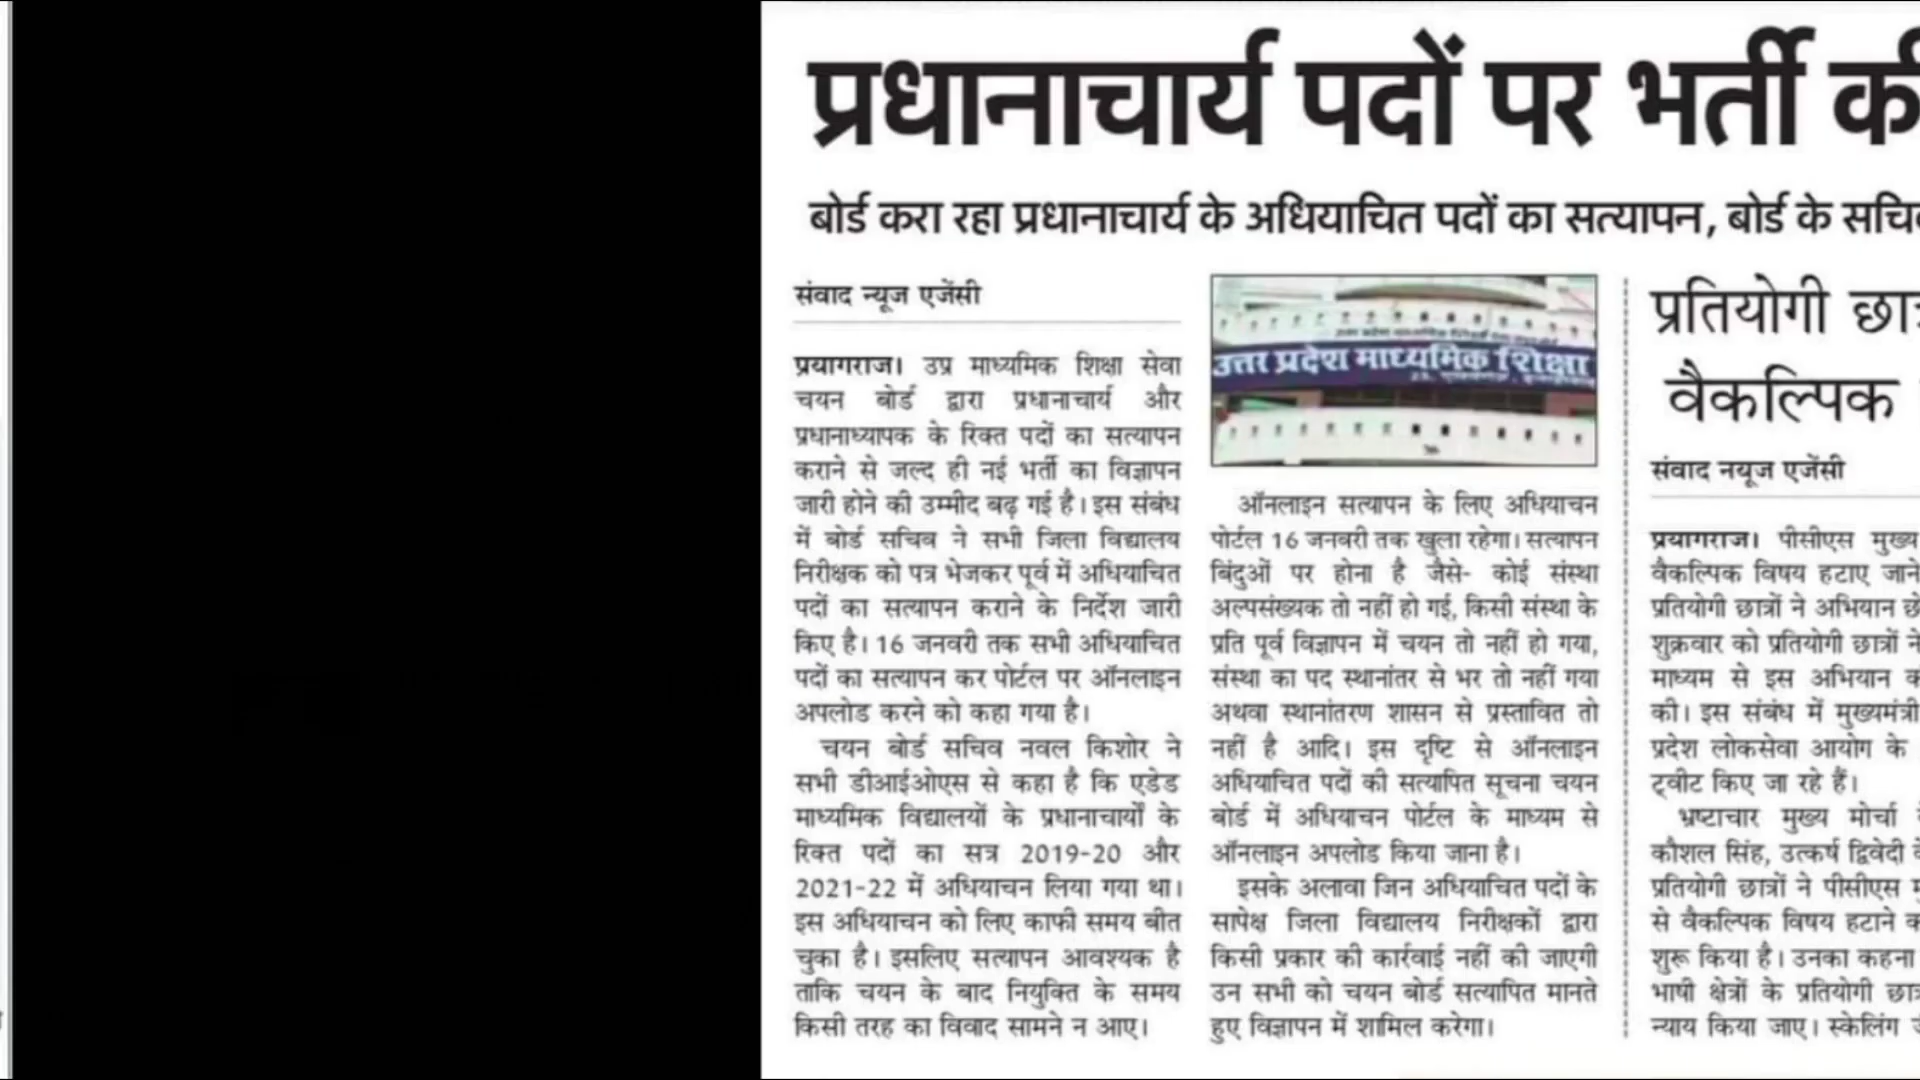 प्रधानाचार्य पदों पर भर्ती की
बोर्ड करा रहा प्रधानाचार्य के अधियाचित पदों का सत्यापन, बोर्ड के
संवाद न्यूज एजेंसी
प्रयागराज। उप्र माध्यमिक शिक्षा सेवा
चयन बोर्ड द्वारा प्रधानाचार्य और
प्रधानाध्यापक के रिक्त पदों का सत्यापन
कराने से जल्द ही नई भर्ती का विज्ञापन
जारी होने की उम्मीद बढ़ गई है। इस संबंध
में बोर्ड सचिव ने सभी जिला विद्यालय
निरीक्षक को पत्र भेजकर पूर्व में अधियाचित
पदों का सत्यापन कराने के निर्देश जारी
किए है। 16 जनवरी तक सभी अधियाचित
पदों का सत्यापन कर पोर्टल पर ऑनलाइन
अपलोड करने को कहा गया है।
चयन बोर्ड सचिव नवल किशोर ने
सभी डीआईओएस से कहा है कि एडेड
माध्यमिक विद्यालयों के प्रधानाचार्यों के
रिक्त पदों का सत्र 2019-20 और
2021-22 में अधियाचन लिया गया था।
इस अधियाचन को लिए काफी समय बीत
चुका है। इसलिए सत्यापन आवश्यक है
ताकि चयन के बाद नियुक्ति के समय
किसी तरह का विवाद सामने न आए।
उत्तर प्रदेश माध्यमिक शिक्षा
ऑनलाइन सत्यापन के लिए अधियाचन
पोर्टल 16 जनवरी तक खुला रहेगा। सत्यापन
बिंदुओं पर होना है जैसे- कोई संस्था
अल्पसंख्यक तो नहीं हो गई, किसी संस्था के
प्रति पूर्व विज्ञापन में चयन तो नहीं हो गया,
संस्था का पद स्थानांतर से भर तो नहीं गया
अथवा स्थानांतरण शासन से प्रस्तावित तो
नहीं है आदि। इस दृष्टि से ऑनलाइन
अधियाचित पदों की सत्यापित सूचना चयन
बोर्ड में अधियाचन पोर्टल के माध्यम से
ऑनलाइन अपलोड किया जाना है।
इसके अलावा जिन अधियाचित पदों के
सापेक्ष जिला विद्यालय निरीक्षकों द्वारा
किसी प्रकार की कार्रवाई नहीं की जाएगी
उन सभी को चयन बोर्ड सत्यापित मानते
हुए विज्ञापन में शामिल करेगा।
प्रतियोगी
वैकल्पिक
संवाद नयूज एजेंसी
प्रयागराज। पीसीएस मुख्य
वैकल्पिक विषय हटाए जाने
प्रतियोगी छात्रों ने अभियान
शुक्रवार को प्रतियोगी छात्रों ने
माध्यम से इस अभियान
की। इस संबंध में मुख्यमंत्री
प्रदेश लोकसेवा आयोग के
ट्वीट किए जा रहे हैं।
भ्रष्टाचार मुख्य मोर्चा
कौशल सिंह, उत्कर्ष द्विवेदी
प्रतियोगी छात्रों ने पीसीएस
से वैकल्पिक विषय हटाने
शुरू किया है। उनका कहना
भाषी क्षेत्रों के प्रतियोगी
न्याय किया जाए। स्केलिंग